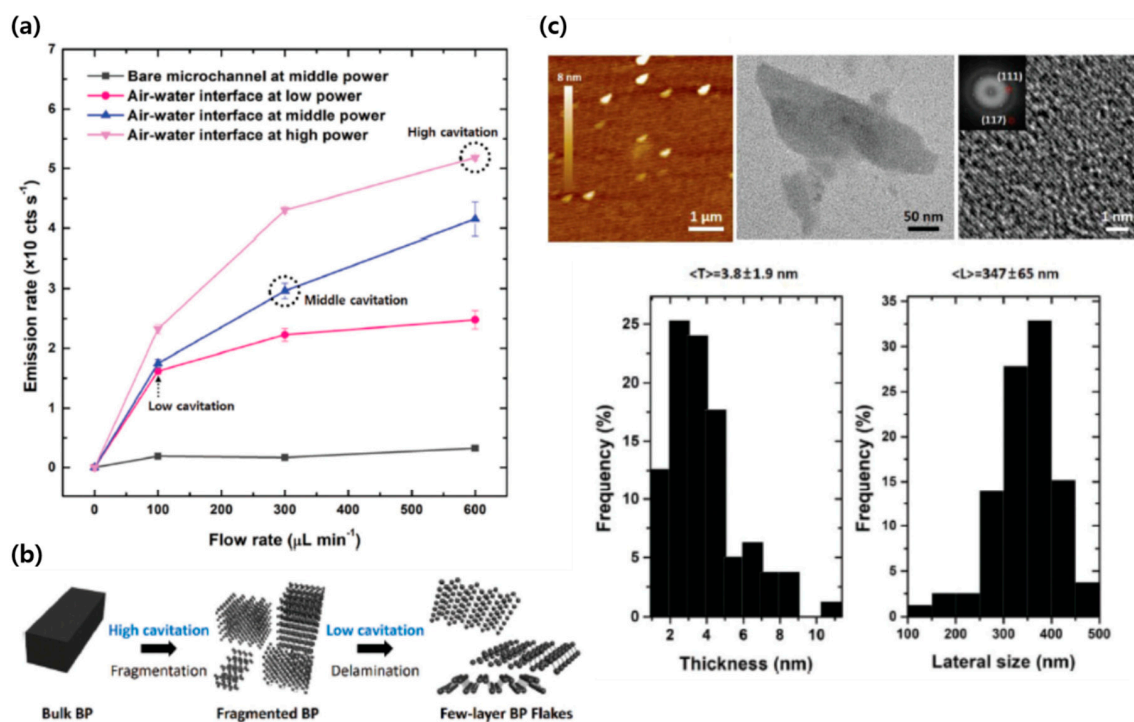 (a)
7
6
5
4
3
2
1
0
Emission rate (×10 cts s⁻¹)
Bare microchannel at middle power
Air-water interface at low power
Air-water interface at middle power
Air-water interface at high power
High cavitation
Middle cavitation
Low cavitation
0 100 200 300 400 500 600
Flow rate (µL min⁻¹)
(b)
High cavitation
Fragmentation
Low cavitation
Delamination
Bulk BP
Fragmented BP
Few-layer BP Flakes
(c)
8 nm
1 µm
50 nm
(111)
(117)
1 nm
<T>=3.8±1.9 nm
25
20
15
10
5
0
Frequency (%)
2 4 6 8 10
Thickness (nm)
<L>=347±65 nm
35
30
25
20
15
10
5
0
Frequency (%)
100 200 300 400 500
Lateral size (nm)